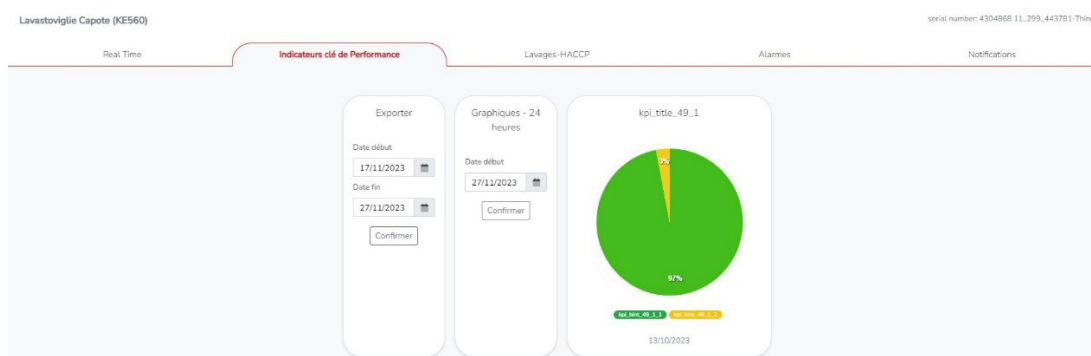 Lavastoviglie Capote (KE560)
serial number: 4304868 11_299_443781-Thin
Real Time
Indicateurs clé de Performance
Lavages-HACCP
Alarmes
Notifications
Exporter
Date début
17/11/2023
Date fin
27/11/2023
Confirmer
Graphiques - 24
heures
Date début
27/11/2023
Confirmer
kpi_title_49_1
3%
97%
kpi_hint_49_1_1 kpi_hint_49_1_2
13/10/2023